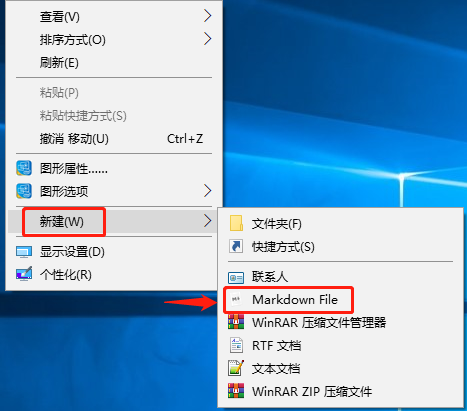 查看(V)
排序方式(O)
刷新(E)
粘贴(P)
粘贴快捷方式(S)
撤消 移动(U) Ctrl+Z
图形属性......
图形选项
新建(W)
显示设置(D)
个性化(R)
文件夹(F)
快捷方式(S)
联系人
Markdown File
WinRAR 压缩文件管理器
RTF 文档
文本文档
WinRAR ZIP 压缩文件